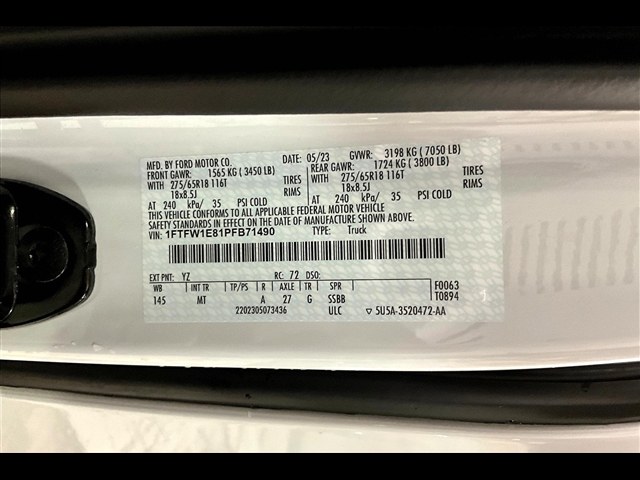 MFD. BY FORD MOTOR CO. DATE: 05/23 GVWR: 3198 KG ( 7050 LB)
FRONT GAWR: 1565 KG ( 3450 LB) REAR GAWR: 1724 KG ( 3800 LB)
WITH 275/65R18 116T TIRES WITH 275/65R18 116T TIRES
18x8.5J RIMS 18x8.5J RIMS
AT 240 kPa/ 35 PSI COLD AT 240 kPa/ 35 PSI COLD
THIS VEHICLE CONFORMS TO ALL APPLICABLE FEDERAL MOTOR VEHICLE
SAFETY STANDARDS IN EFFECT ON THE DATE OF MANUFACTURE SHOWN ABOVE.
VIN: 1FTFW1E81PFB71490 TYPE: Truck
EXT PNT: YZ RC: 72 DSO: F0063
WB INT TR TP/PS R AXLE TR SPR T0894
145 MT A 27 G SSBB
2202305073436 ULC ▽ 5U5A-3520472-AA